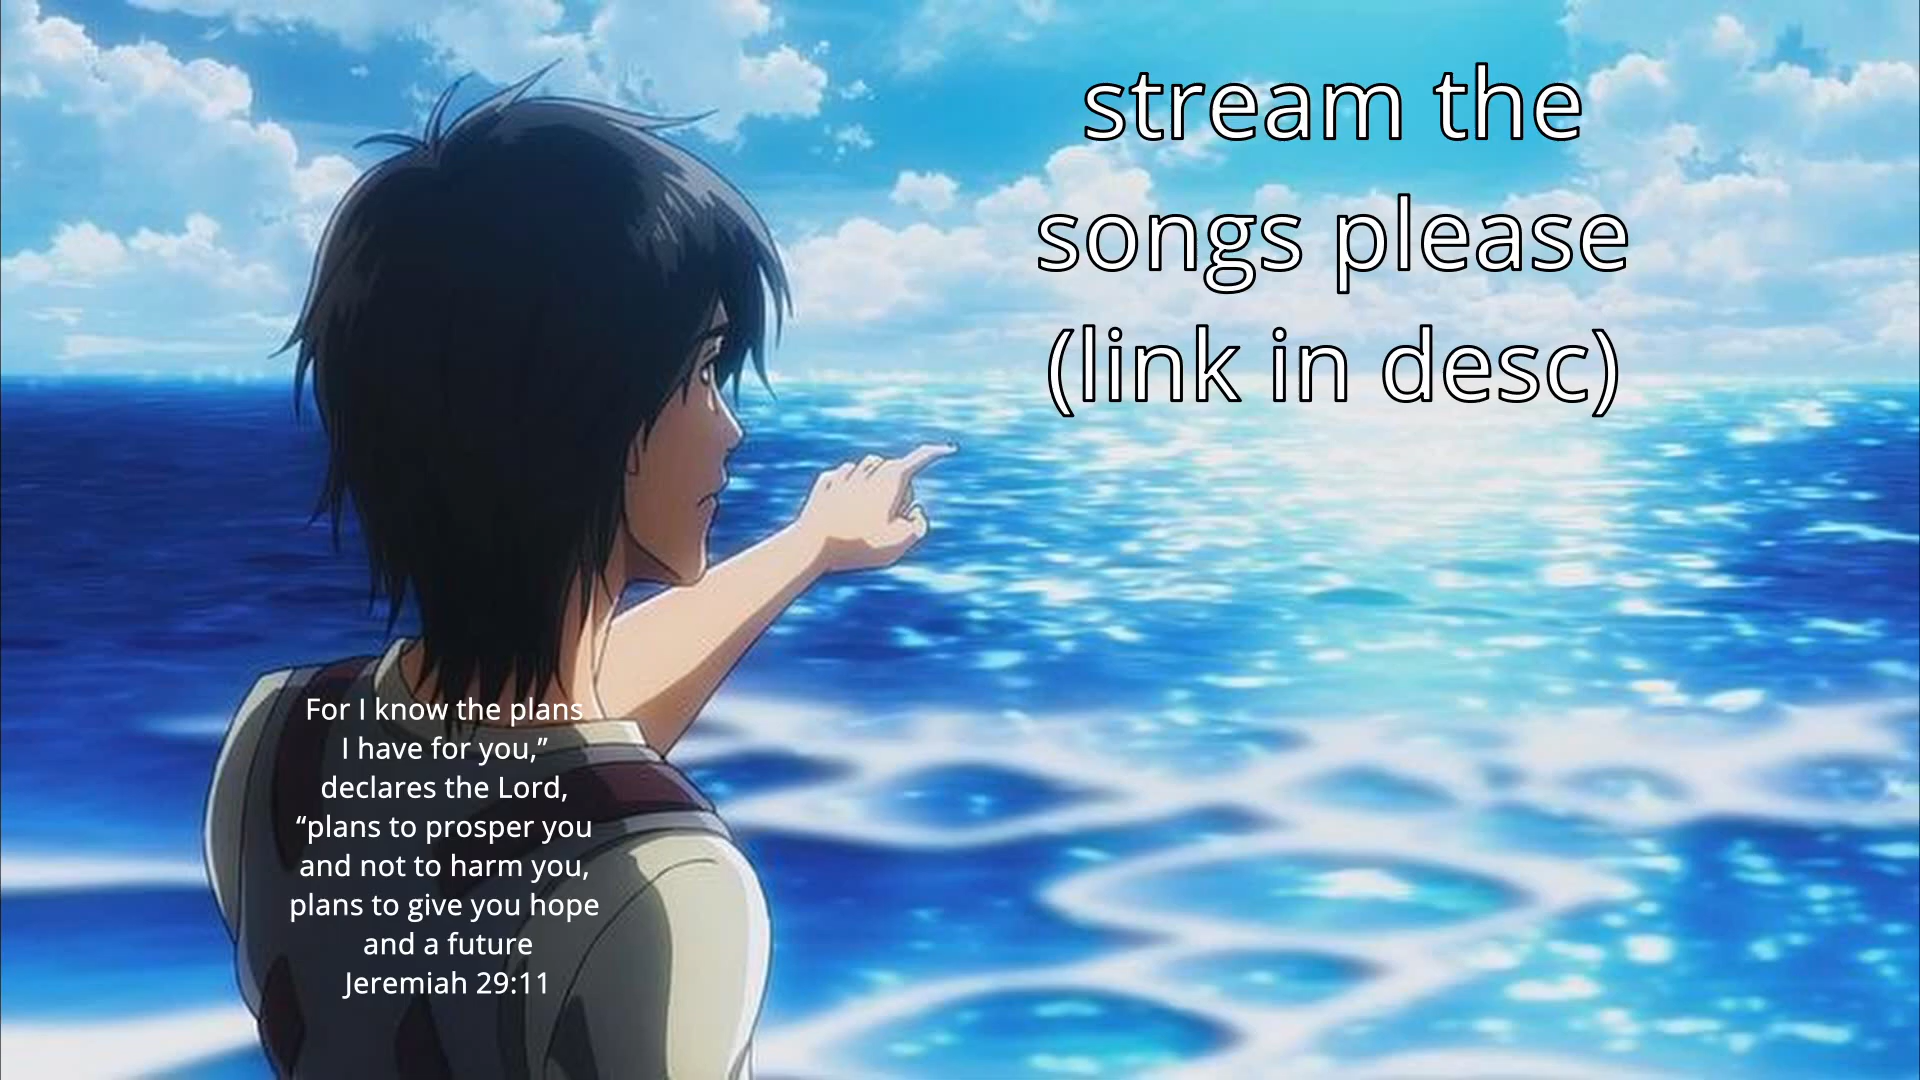 stream the
songs please
(link in desc)
For I know the plans
I have for you,”
declares the Lord,
“plans to prosper you
and not to harm you,
plans to give you hope
and a future
Jeremiah 29:11